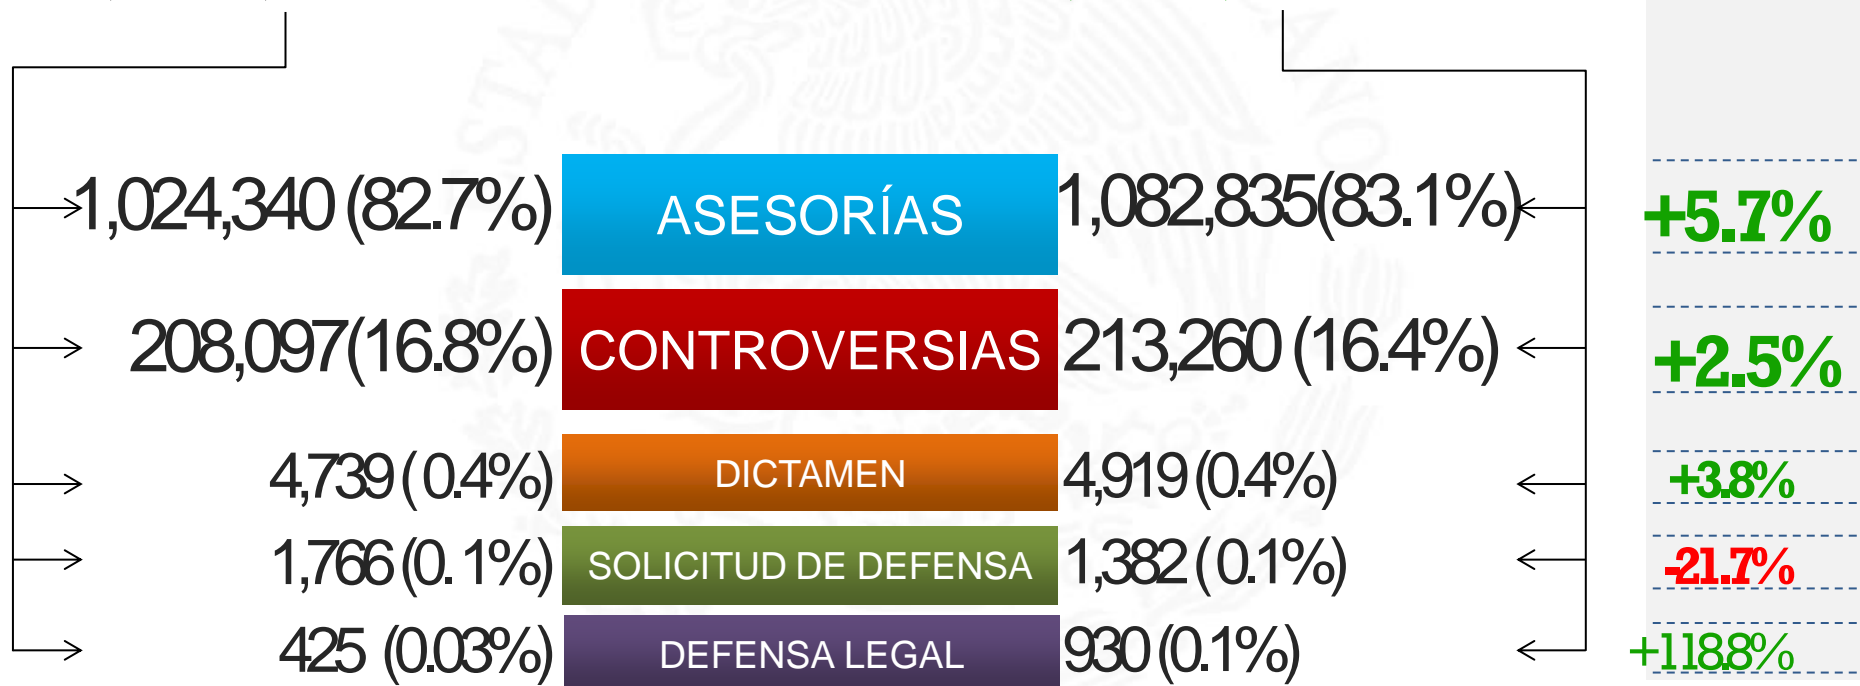 1,024,340 (82.7%) ASESORÍAS 1,082,835(83.1%) +5.7%
208,097(16.8%) CONTROVERSIAS 213,260 (16.4%) +2.5%
4,739 ( 0.4%) DICTAMEN 4,919 (0.4%) +3.8%
1,766 (0. 1%) SOLICITUD DE DEFENSA 1,382 ( 0.1%) -21.7%
425 (0.03%) DEFENSA LEGAL 930 (0.1%) +118.8%